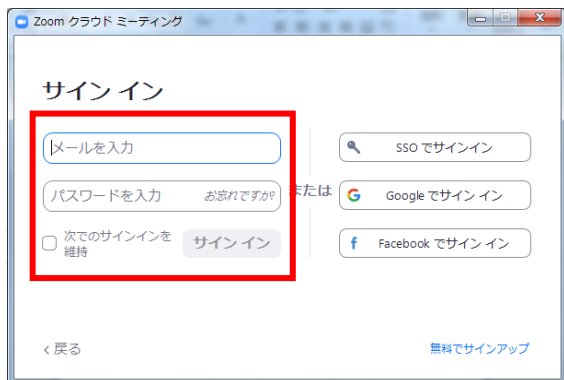 Zoom クラウド ミーティング
サイン イン
メールを入力
パスワードを入力 お忘れですか?
次でのサインインを
維持
サイン イン
または
SSO でサインイン
Google でサイン イン
Facebook でサイン イン
く戻る
無料でサインアップ